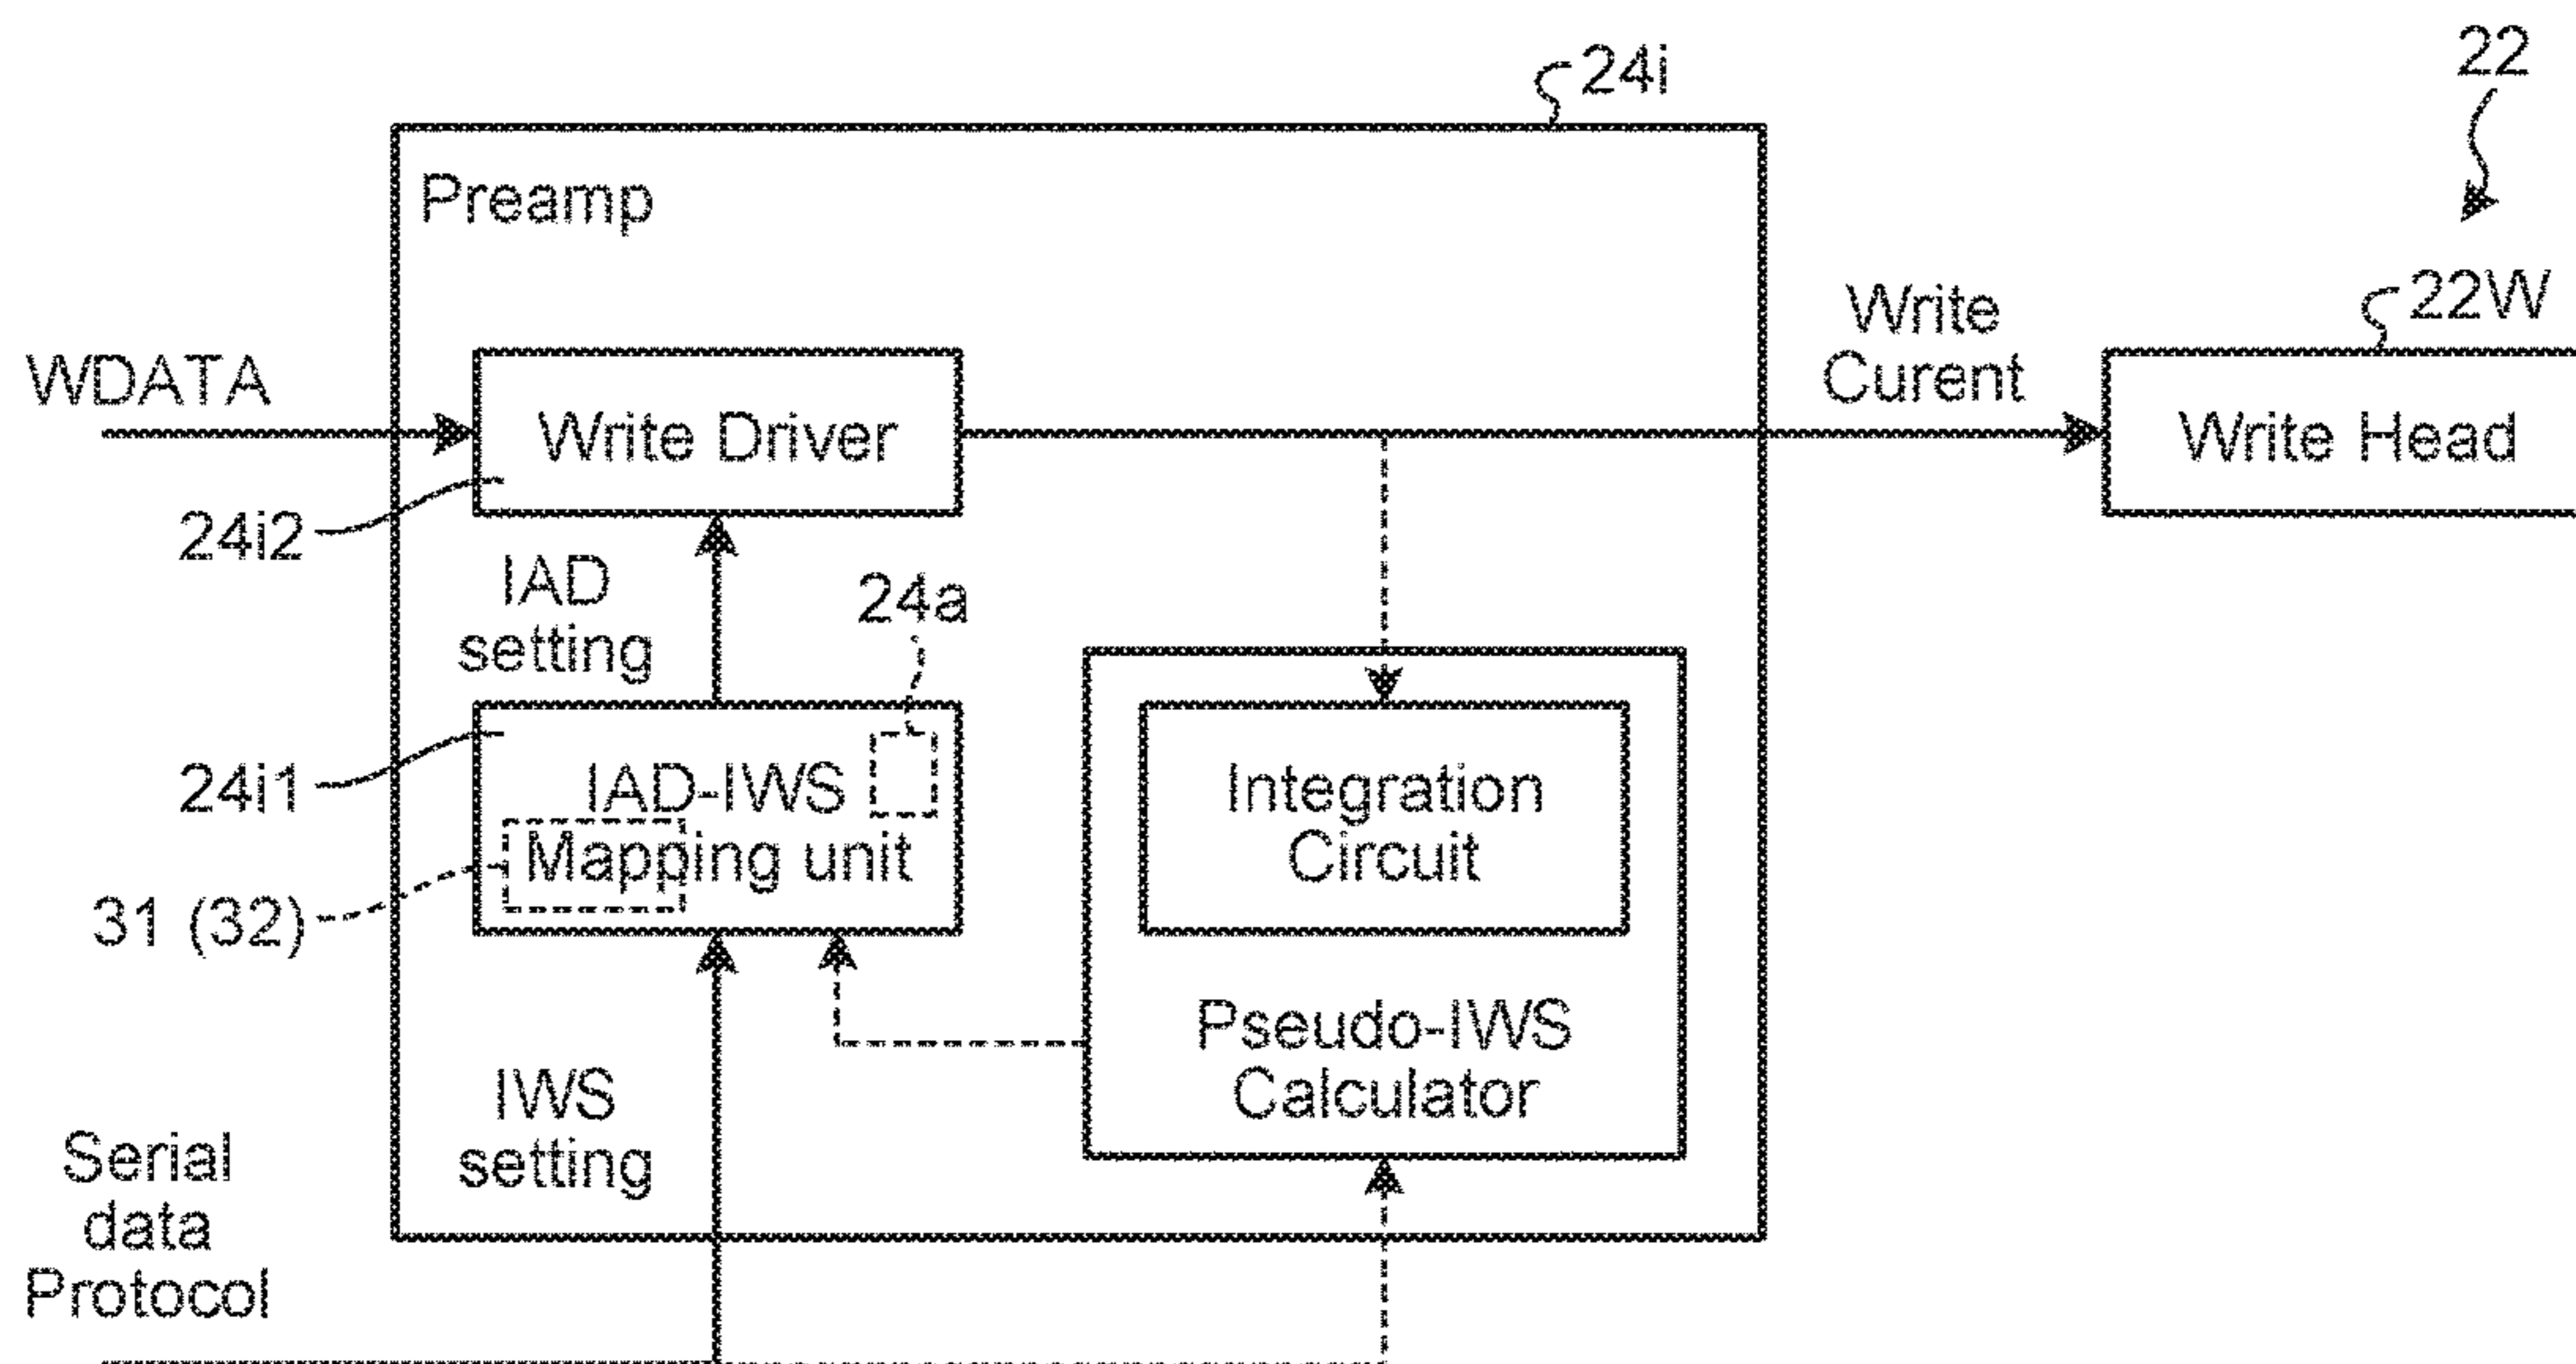 22
24i
Preamp
22W
Write
Curent
WDATA
Write Driver
Write Head
24i2
IAD
setting
24a
24i1
IAD-IWS
Mapping unit
Integration
Circuit
31 (32)
Pseudo-IWS
Calculator
IWS
setting
Serial
data
Protocol